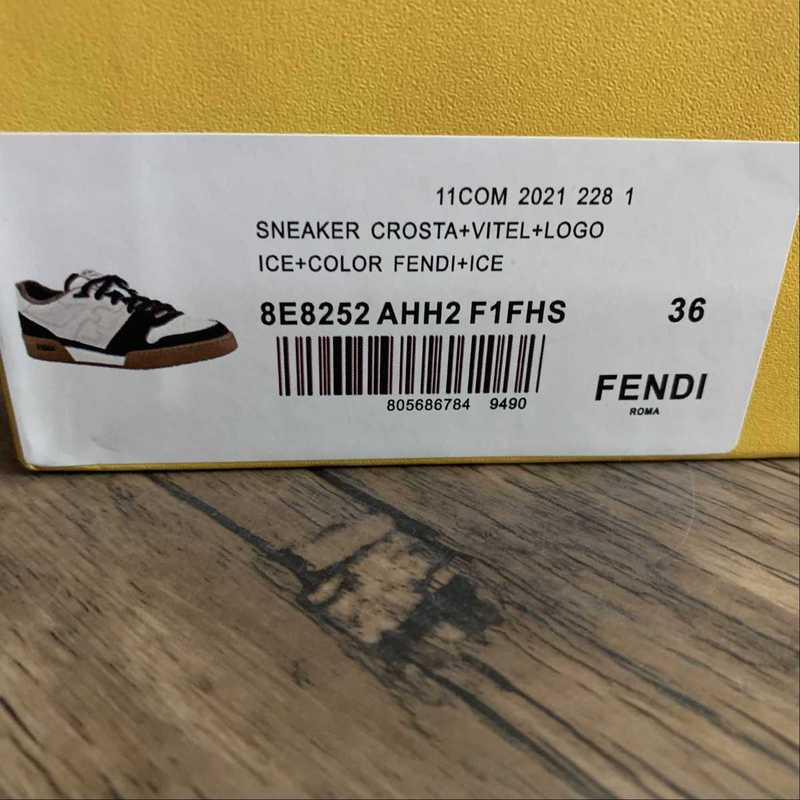 11COM 2021 228 1
SNEAKER CROSTA+VITEL+LOGO
ICE+COLOR FENDI+ICE
8E8252 AHH2 F1FHS 36
805686784 9490
FENDI
ROMA